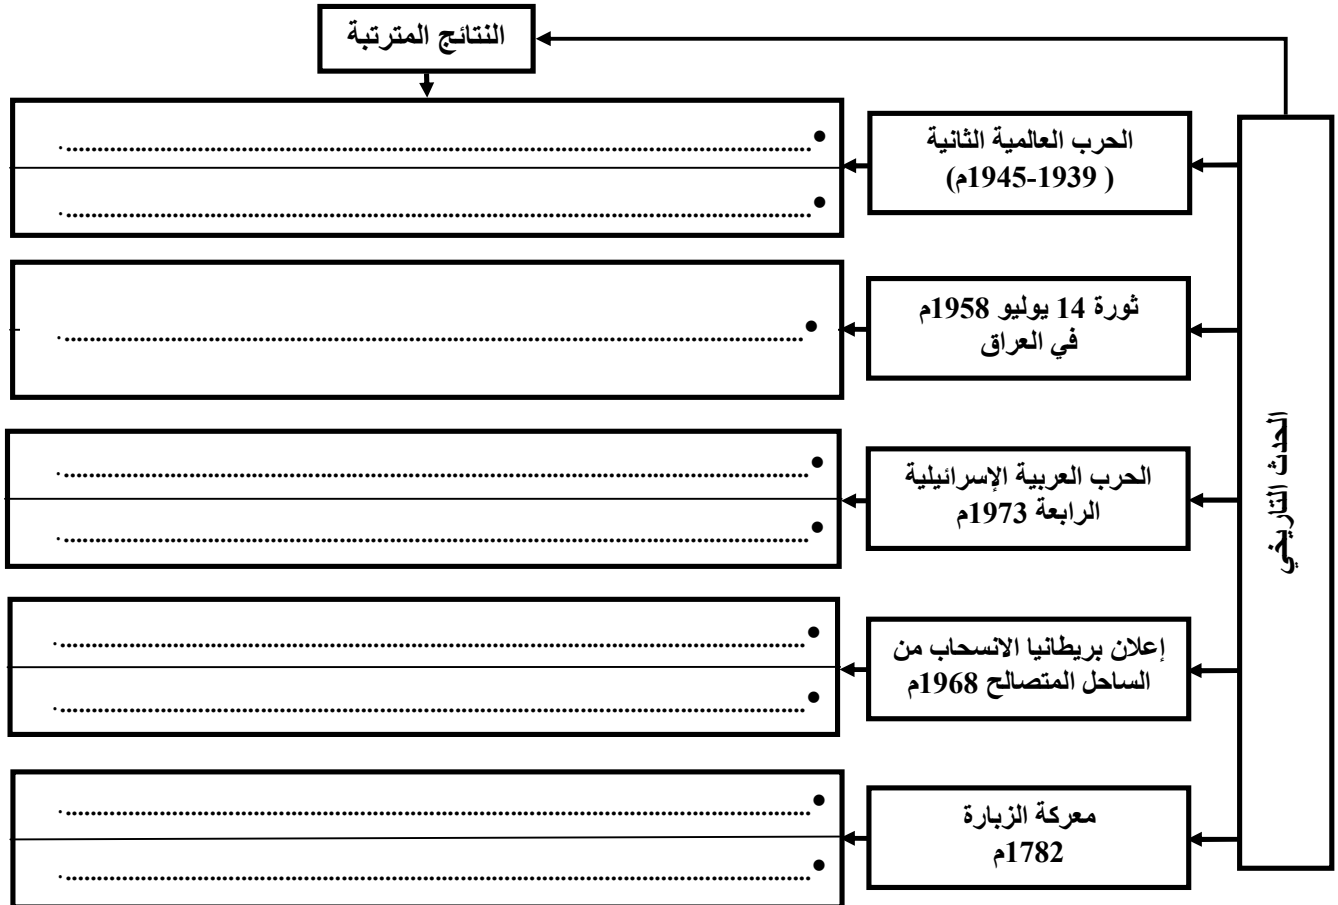 النتائج المترتبة
الحدث التاريخي
الحرب العالمية الثانية
( 1939-1945م)
•...............................................................................
•...............................................................................
ثورة 14 يوليو 1958م
في العراق
•...............................................................................
الحرب العربية الإسرائيلية
الرابعة 1973م
•...............................................................................
•...............................................................................
إعلان بريطانيا الانسحاب من
الساحل المتصالح 1968م
•...............................................................................
•...............................................................................
معركة الزبارة
1782م
•...............................................................................
•...............................................................................